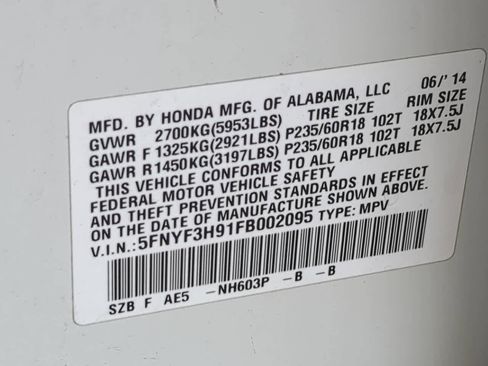 MFD. BY HONDA MFG. OF ALABAMA, LLC 06/' 14
GVWR 2700KG(5953LBS) TIRE SIZE RIM SIZE
GAWR F 1325KG(2921LBS) P235/60R18 102T 18X7.5J
GAWR R 1450KG(3197LBS) P235/60R18 102T 18X7.5J
THIS VEHICLE CONFORMS TO ALL APPLICABLE
FEDERAL MOTOR VEHICLE SAFETY
AND THEFT PREVENTION STANDARDS IN EFFECT
ON THE DATE OF MANUFACTURE SHOWN ABOVE.
V.I.N.:5FNYF3H91FB002095 TYPE: MPV
SZB F AE5 -NH603P -B -B